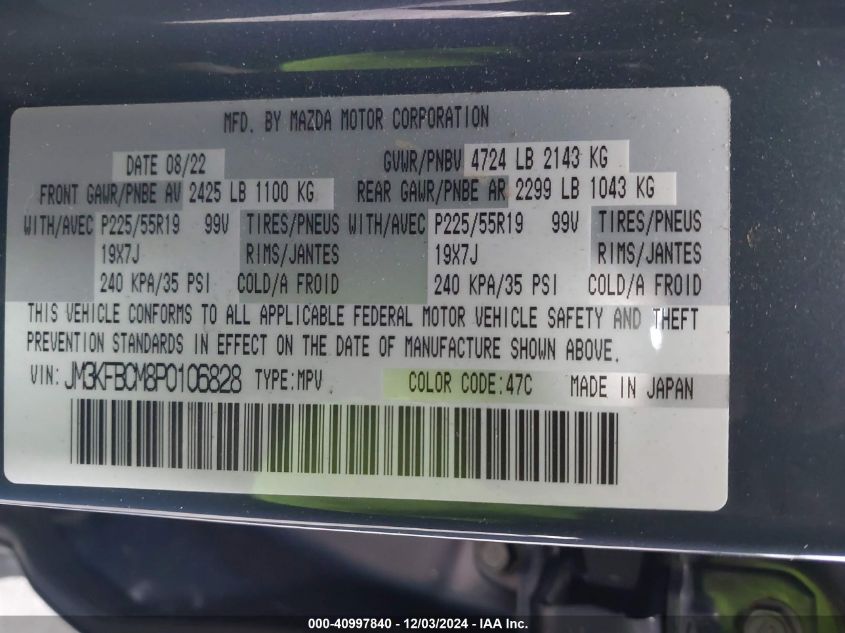 MFD. BY MAZDA MOTOR CORPORATION
DATE 08/22 GVWR/PNBV 4724 LB 2143 KG
FRONT GAWR/PNBE AV 2425 LB 1100 KG REAR GAWR/PNBE AR 2299 LB 1043 KG
WITH/AVEC P225/55R19 99V TIRES/PNEUS WITH/AVEC P225/55R19 99V TIRES/PNEUS
19X7J RIMS/JANTES 19X7J RIMS/JANTES
240 KPA/35 PSI COLD/A FROID 240 KPA/35 PSI COLD/A FROID
THIS VEHICLE CONFORMS TO ALL APPLICABLE FEDERAL MOTOR VEHICLE SAFETY AND THEFT
PREVENTION STANDARDS IN EFFECT ON THE DATE OF MANUFACTURE SHOWN ABOVE.
VIN: JM3KFBCM8P0106828 TYPE:MPV COLOR CODE:47C MADE IN JAPAN
000-40997840 - 12/03/2024 - IAA Inc.